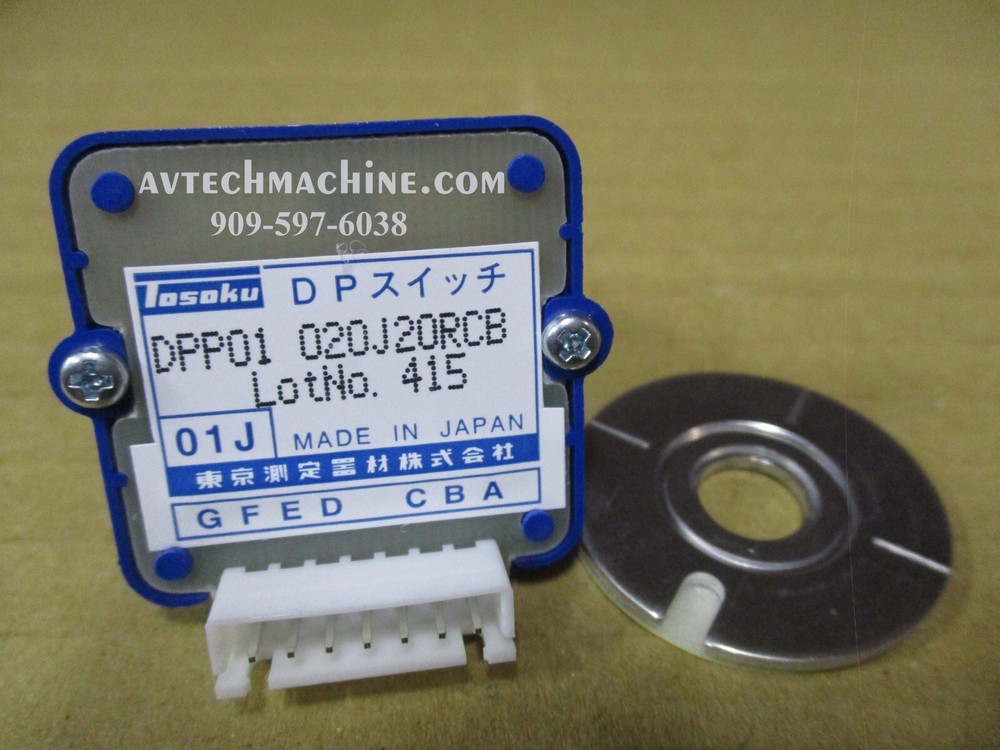 AVTECHMACHINE.COM
909-597-6038
Tosoku DPスイッチ
DPP01 020J20RCB
LotNo. 415
01J MADE IN JAPAN
東京測定器材株式会社
GFED CBA